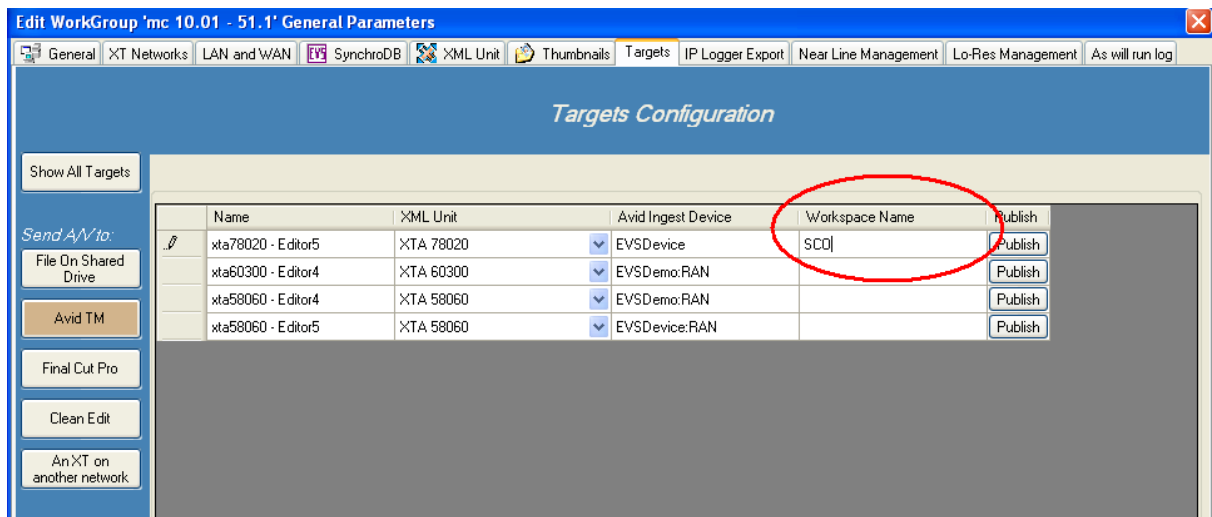 Edit WorkGroup 'mc 10.01 - 51.1' General Parameters
General XT Networks LAN and WAN EVS SynchroDB XML Unit Thumbnails Targets IP Logger Export Near Line Management Lo-Res Management As will run log
Targets Configuration
Show All Targets
Name XML Unit Avid Ingest Device Workspace Name Publish
xta78020 - Editor5 XTA 78020 EVSDevice SCO Publish
xta60300 - Editor4 XTA 60300 EVSDemo:RAN Publish
xta58060 - Editor4 XTA 58060 EVSDemo:RAN Publish
xta58060 - Editor5 XTA 58060 EVSDevice:RAN Publish
Send A/V to:
File On Shared
Drive
Avid TM
Final Cut Pro
Clean Edit
An XT on
another network